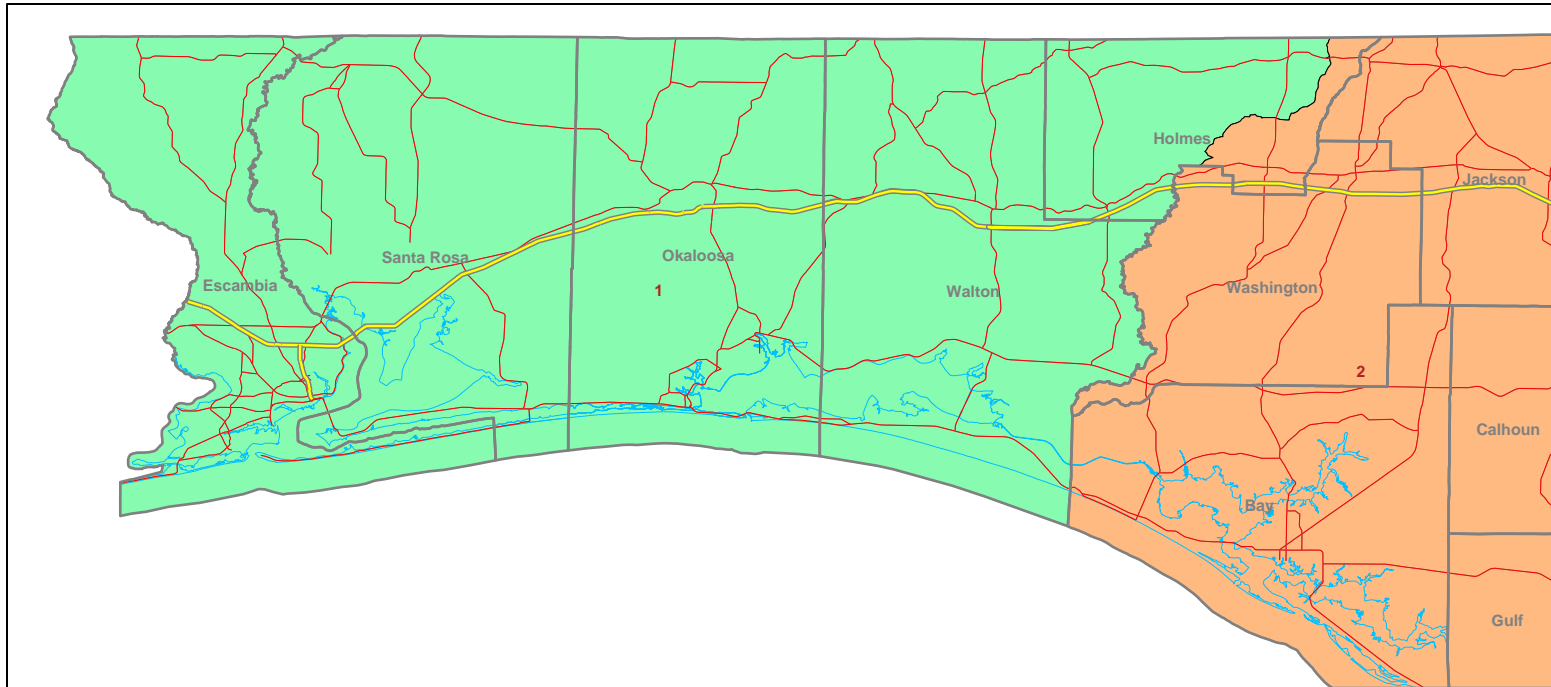 Holmes
Jackson
Santa Rosa
Okaloosa
Escambia
1
Walton
Washington
2
Calhoun
Bay
Gulf